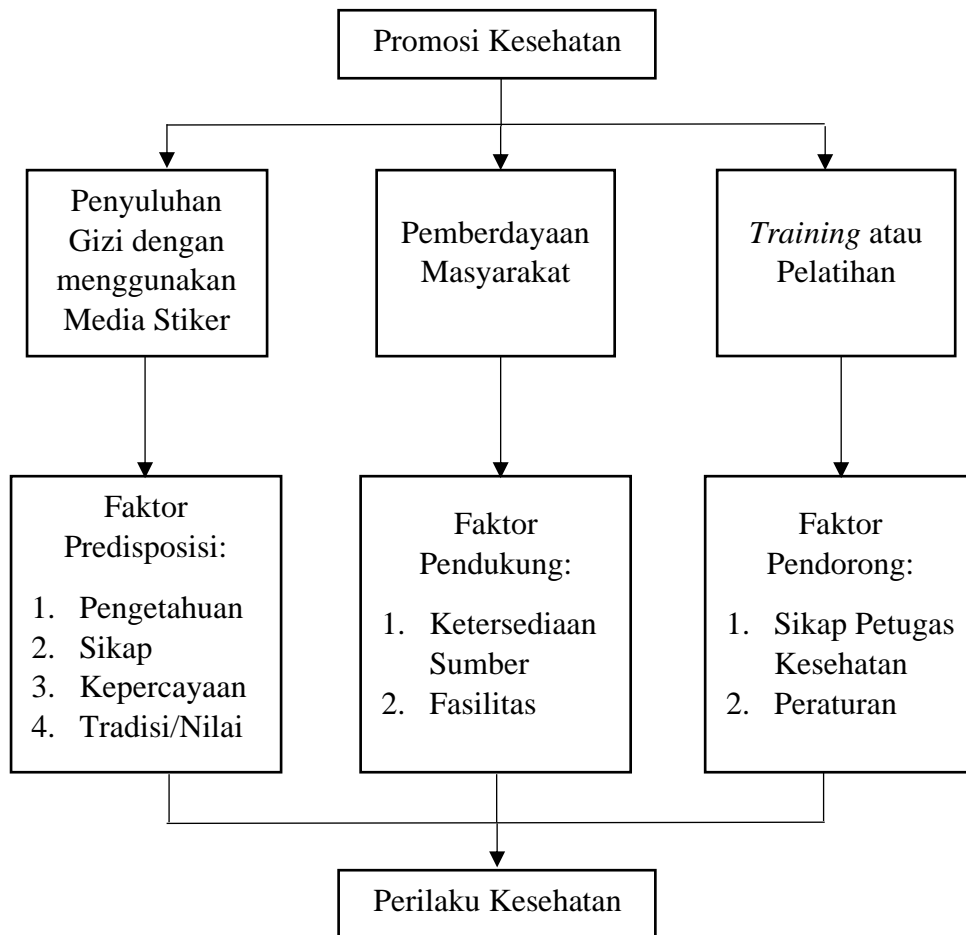 Promosi Kesehatan
Penyuluhan
Gizi dengan
menggunakan
Media Stiker
Pemberdayaan
Masyarakat
Training atau
Pelatihan
Faktor
Predisposisi:
1. Pengetahuan
2. Sikap
3. Kepercayaan
4. Tradisi/Nilai
Faktor
Pendukung:
1. Ketersediaan
Sumber
2. Fasilitas
Faktor
Pendorong:
1. Sikap Petugas
Kesehatan
2. Peraturan
Perilaku Kesehatan